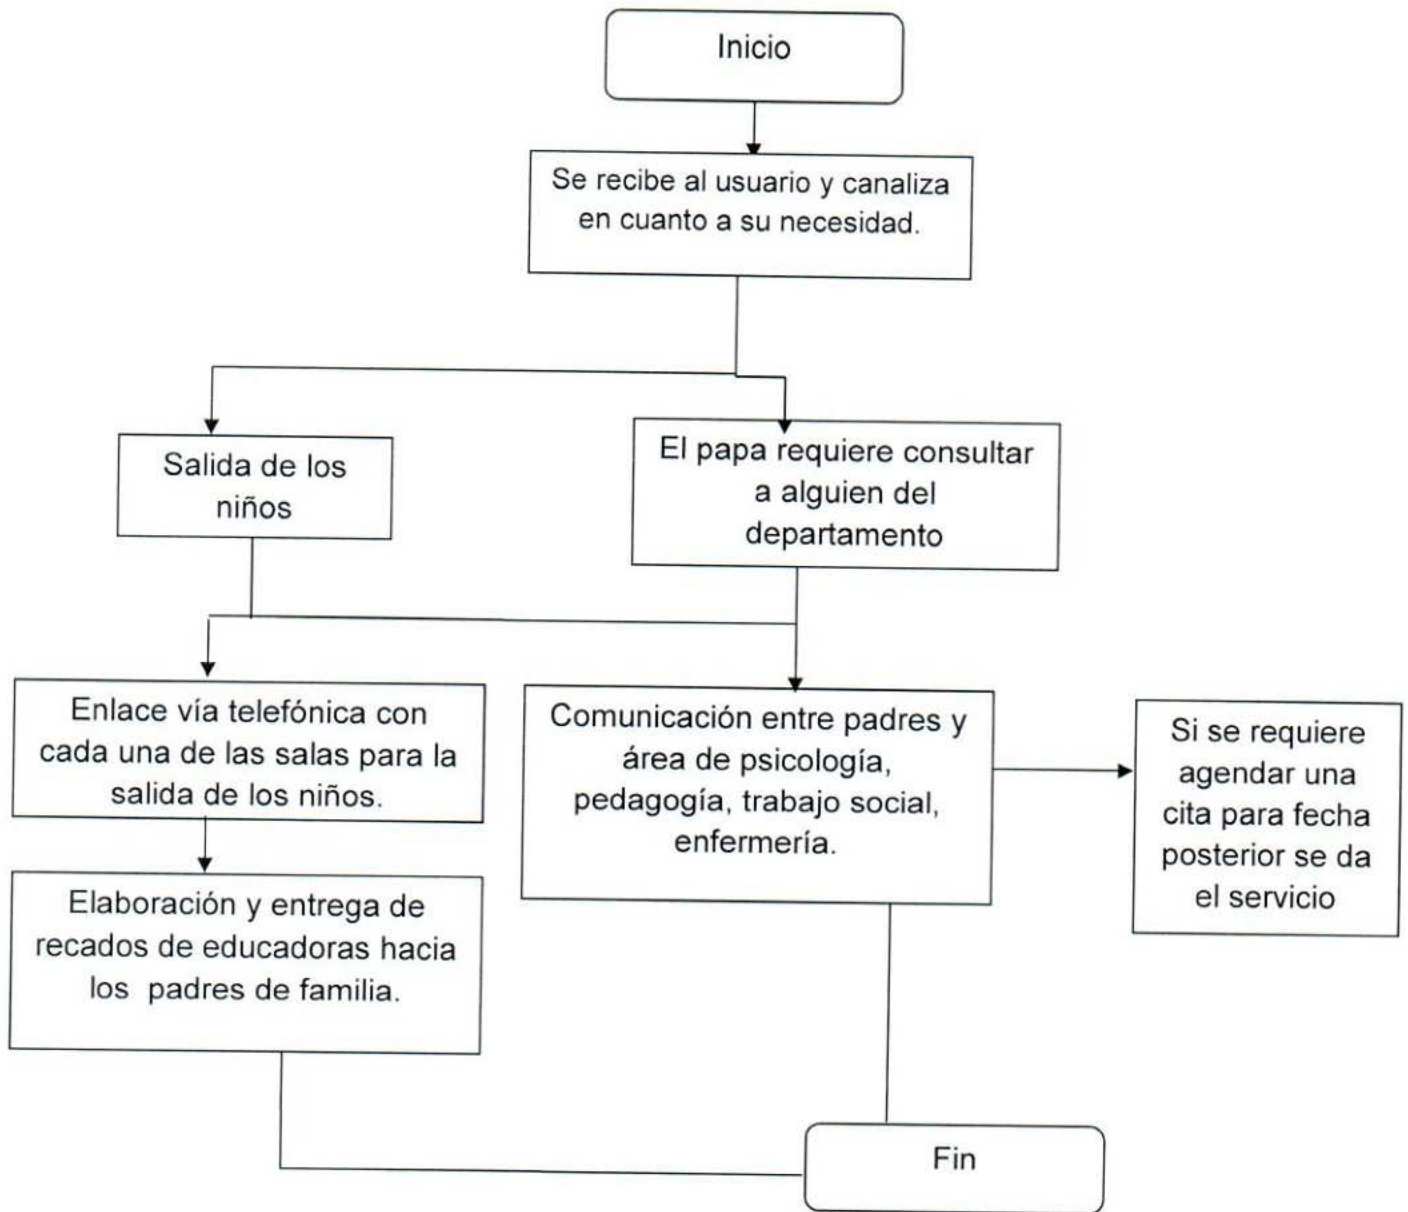 Inicio
Se recibe al usuario y canaliza
en cuanto a su necesidad.
Salida de los
niños
El papa requiere consultar
a alguien del
departamento
Enlace vía telefónica con
cada una de las salas para la
salida de los niños.
Comunicación entre padres y
área de psicología,
pedagogía, trabajo social,
enfermería.
Si se requiere
agendar una
cita para fecha
posterior se da
el servicio
Elaboración y entrega de
recados de educadoras hacia
los padres de familia.
Fin